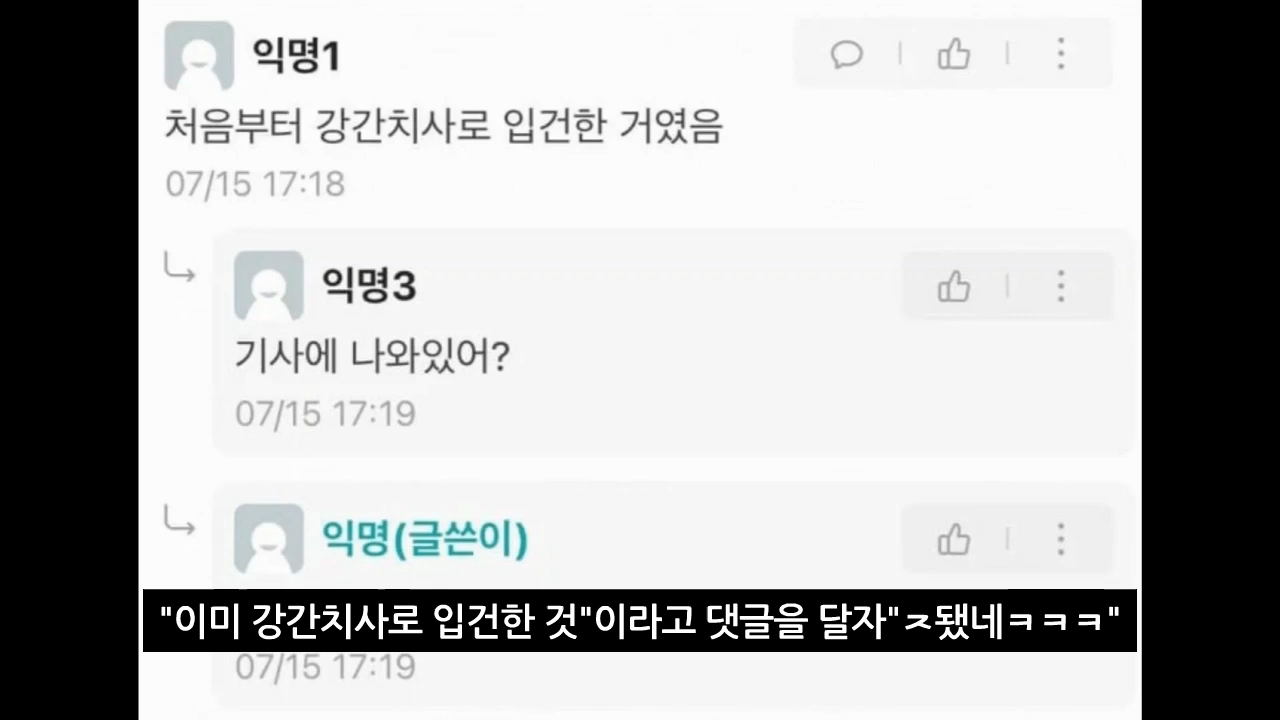 익명1
처음부터 강간치사로 입건한 거였음
07/15 17:18
익명3
기사에 나와있어?
07/15 17:19
익명(글쓴이)
"이미 강간치사로 입건한 것"이라고 댓글을 달자"ㅈ됐네ㅋㅋㅋ"
07/15 17:19